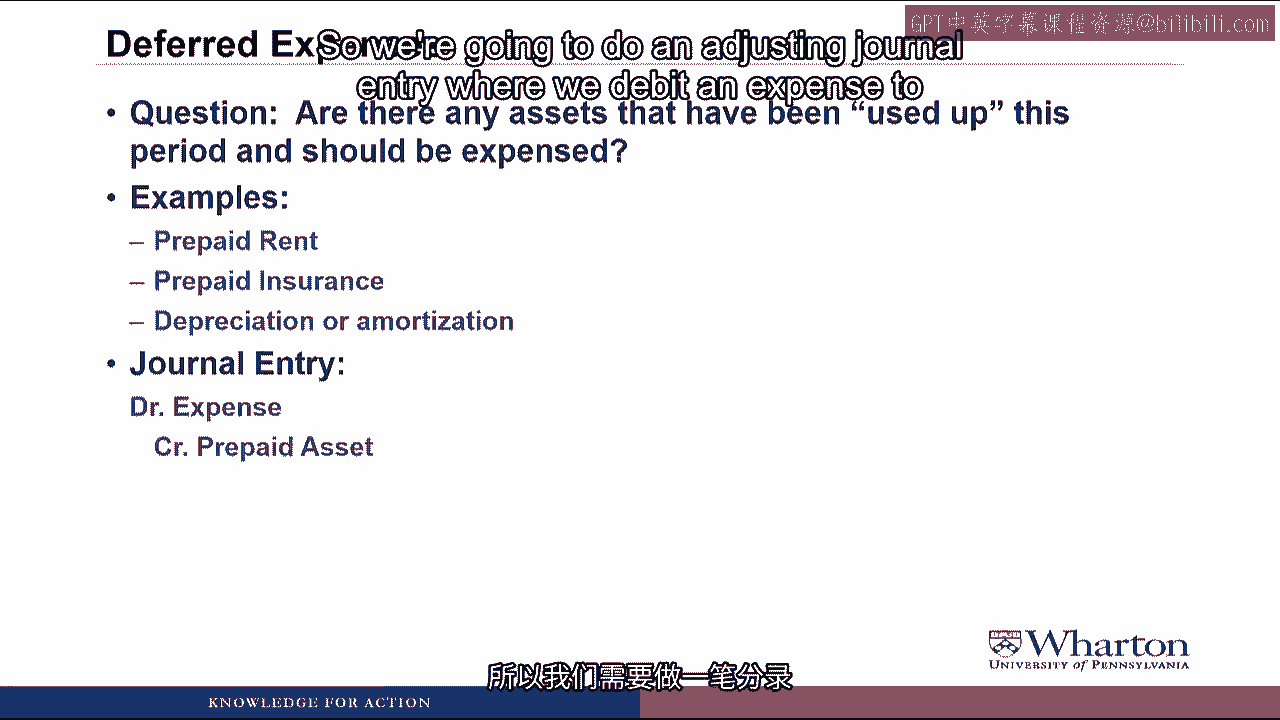 GPT中英字幕课程资源@bilibili.com
Deferred Ex
So we're going to do an adjusting journal
entry where we debit an expense to
• Question: Are there any assets that have been “used up” this
period and should be expensed?
• Examples:
– Prepaid Rent
– Prepaid Insurance
– Depreciation or amortization
• Journal Entry:
Dr. Expense
Cr. Prepaid Asset
Wharton
UNIVERSITY of PENNSYLVANIA
所以我们需要做一笔分录
KNOWLEDGE FOR ACTION